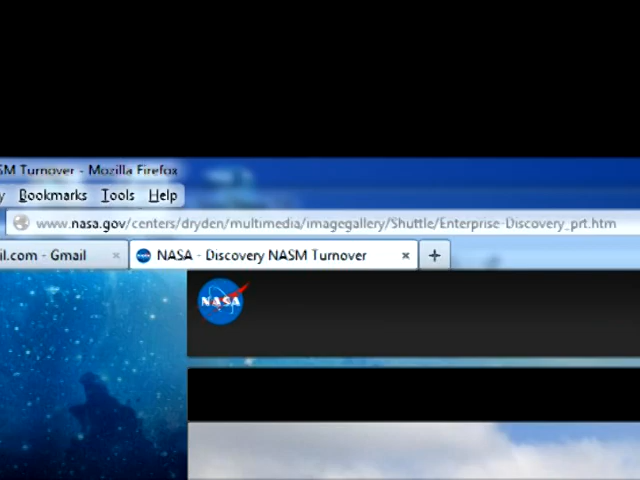 SM Turnover - Mozilla Firefox
y Bookmarks Tools Help
www.nasa.gov/centers/dryden/multimedia/imagegallery/Shuttle/Enterprise-Discovery_prt.htm
il.com - Gmail × NASA - Discovery NASM Turnover × +
NASA